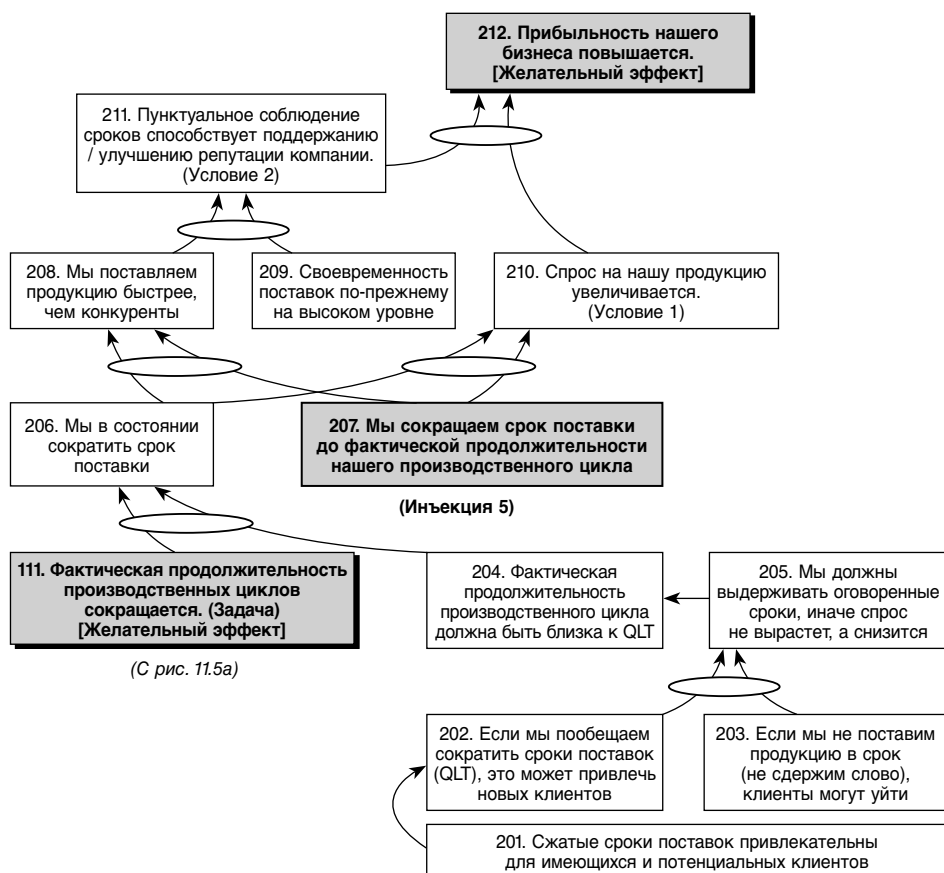 212. Прибыльность нашего
бизнеса повышается.
[Желательный эффект]
211. Пунктуальное соблюдение
сроков способствует поддержанию
/ улучшению репутации компании.
(Условие 2)
208. Мы поставляем
продукцию быстрее,
чем конкуренты
209. Своевременность
поставок по-прежнему
на высоком уровне
210. Спрос на нашу продукцию
увеличивается.
(Условие 1)
206. Мы в состоянии
сократить срок
поставки
207. Мы сокращаем срок поставки
до фактической продолжительности
нашего производственного цикла
(Инъекция 5)
111. Фактическая продолжительность
производственных циклов
сокращается. (Задача)
[Желательный эффект]
(С рис. 11.5а)
204. Фактическая
продолжительность
производственного цикла
должна быть близка к QLT
205. Мы должны
выдерживать оговоренные
сроки, иначе спрос
не вырастет, а снизится
202. Если мы пообещаем
сократить сроки поставок
(QLT), это может привлечь
новых клиентов
203. Если мы не поставим
продукцию в срок
(не сдержим слово),
клиенты могут уйти
201. Сжатые сроки поставок привлекательны
для имеющихся и потенциальных клиентов